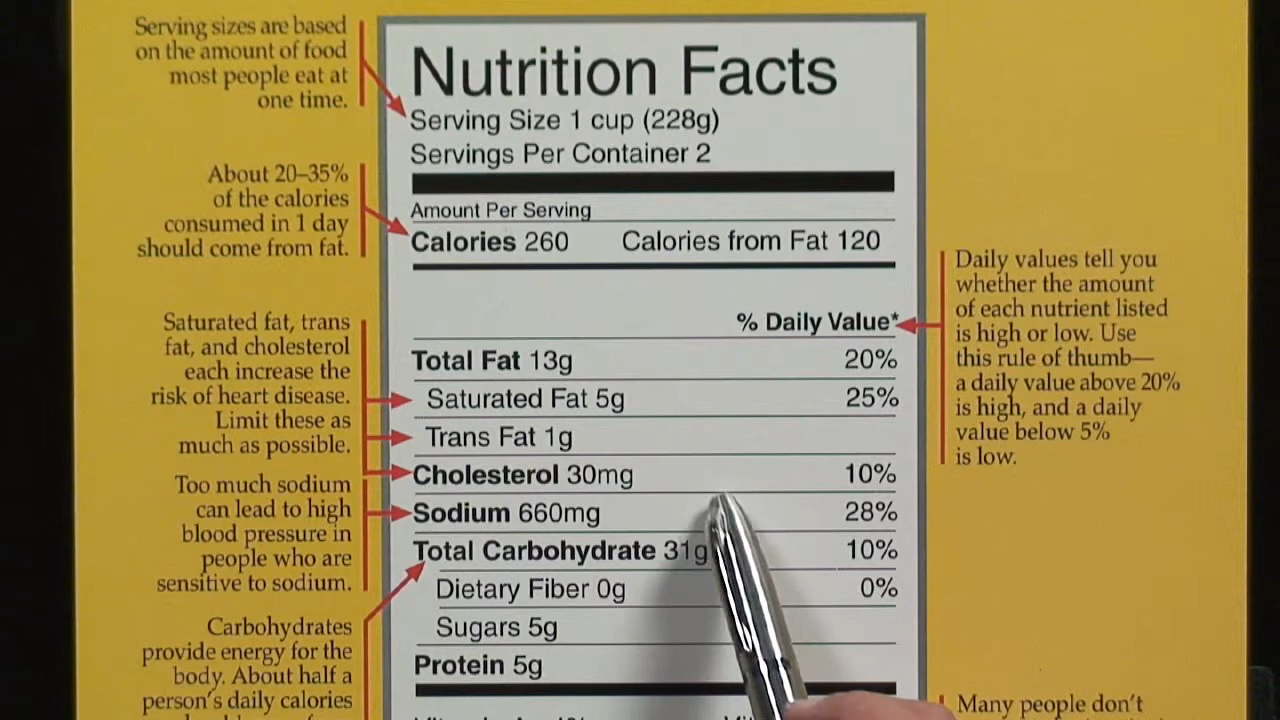 Serving sizes are based
on the amount of food
most people eat at
one time.
About 20–35%
of the calories
consumed in 1 day
should come from fat.
Saturated fat, trans
fat, and cholesterol
each increase the
risk of heart disease.
Limit these as
much as possible.
Too much sodium
can lead to high
blood pressure in
people who are
sensitive to sodium.
Carbohydrates
provide energy for the
body. About half a
person's daily calories
Nutrition Facts
Serving Size 1 cup (228g)
Servings Per Container 2
Amount Per Serving
Calories 260 Calories from Fat 120
% Daily Value*
Total Fat 13g 20%
Saturated Fat 5g 25%
Trans Fat 1g
Cholesterol 30mg 10%
Sodium 660mg 28%
Total Carbohydrate 31g 10%
Dietary Fiber 0g 0%
Sugars 5g
Protein 5g
Daily values tell you
whether the amount
of each nutrient listed
is high or low. Use
this rule of thumb—
a daily value above 20%
is high, and a daily
value below 5%
is low.
Many people don't